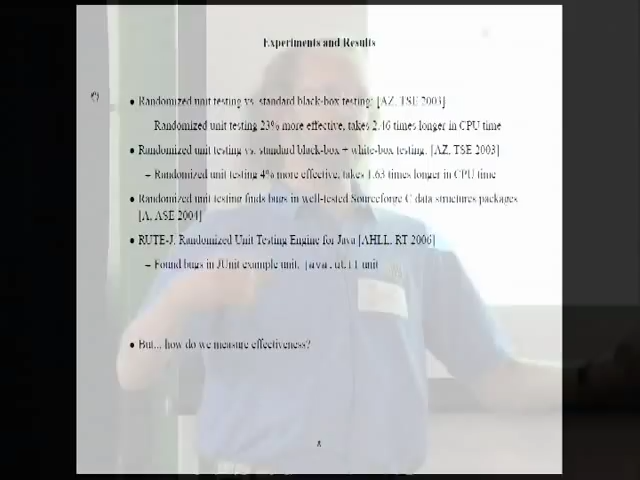 Experiments and Results
• Randomized unit testing vs. standard black-box testing: [AZ, TSE 2003]
Randomized unit testing 23% more effective, takes 2.46 times longer in CPU time
• Randomized unit testing vs. standard black-box + white-box testing: [AZ, TSE 2003]
– Randomized unit testing 4% more effective, takes 1.63 times longer in CPU time
• Randomized unit testing finds bugs in well-tested Sourceforge C data structures packages
[A, ASE 2004]
• RUTE-J: Randomized Unit Testing Engine for Java [AHLL, RT 2006]
– Found bugs in JUnit example unit, java.util unit
• But... how do we measure effectiveness?
8